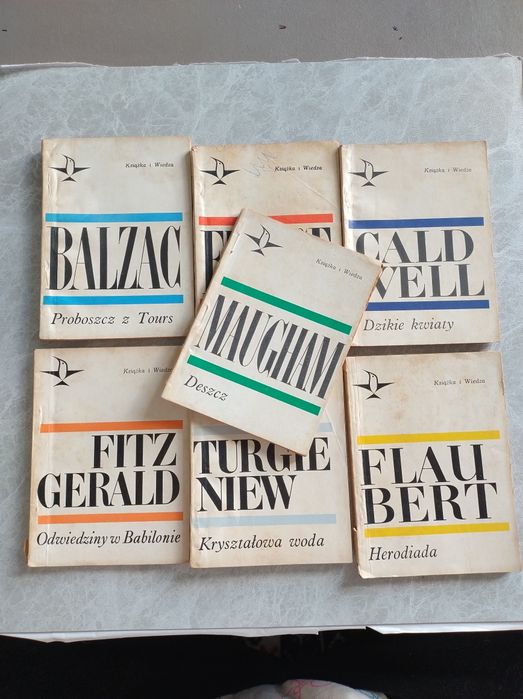 Książka i Wiedza
BALZAC
Proboszcz z Tours
Książka i Wiedza
Książka i Wiedza
CALD
WELL
Dzikie kwiaty
Książka i Wiedza
MAUGHAM
Deszcz
Książka i Wiedza
FITZ
GERALD
Odwiedziny w Babilonie
TURGIE
NIEW
Kryształowa woda
Książka i Wiedza
FLAU
BERT
Herodiada